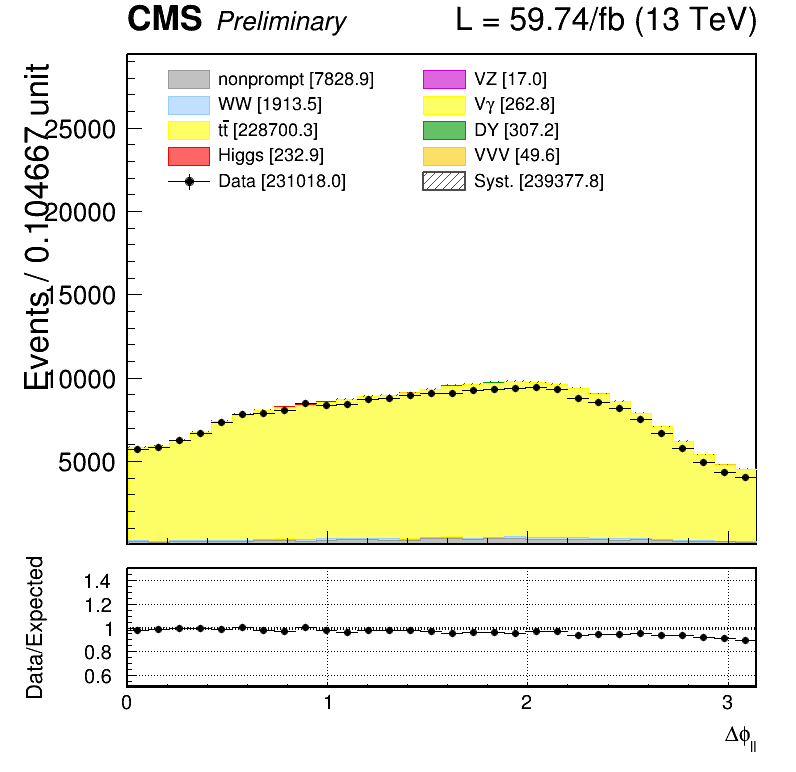 CMS Preliminary L = 59.74/fb (13 TeV)
Events / 0.104667 unit
nonprompt [7828.9] VZ [17.0]
WW [1913.5] Vγ [262.8]
tt̄ [228700.3] DY [307.2]
Higgs [232.9] VVV [49.6]
Data [231018.0] Syst. [239377.8]
25000
20000
15000
10000
5000
Data/Expected
1.4
1.2
1
0.8
0.6
0 1 2 3
Δϕll